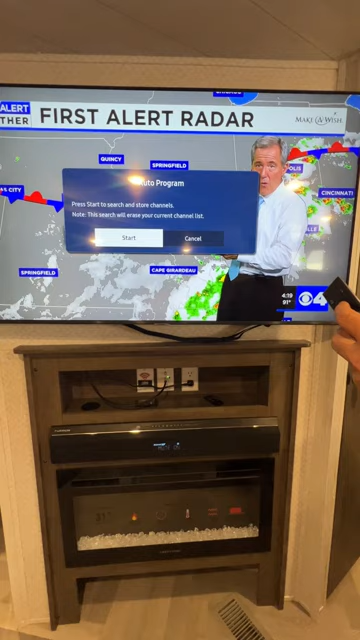 ALERT
THER
FIRST ALERT RADAR
MAKE A WISH
QUINCY
SPRINGFIELD
Auto Program
Press Start to search and store channels.
Note: This search will erase your current channel list.
Start
Cancel
CINCINNATI
SPRINGFIELD
CAPE GIRARDEAU
4:19
91°
4